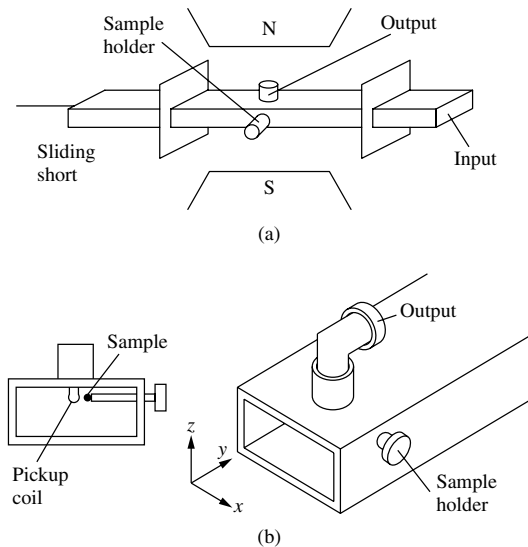 N
Sample
holder
Output
Sliding
short
Input
S
(a)
Sample
Output
Pickup
coil
z
y
x
Sample
holder
(b)